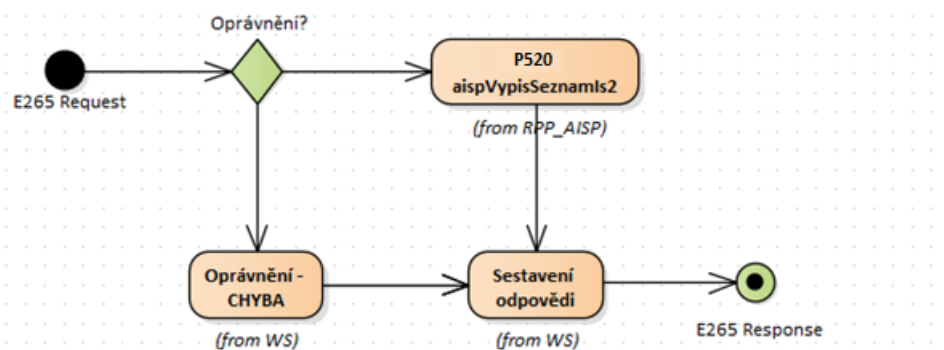 Oprávnění?
E265 Request
P520
aispVypisSeznamIs2
(from RPP_AISP)
Oprávnění -
CHYBA
(from WS)
Sestavení
odpovědi
(from WS)
E265 Response